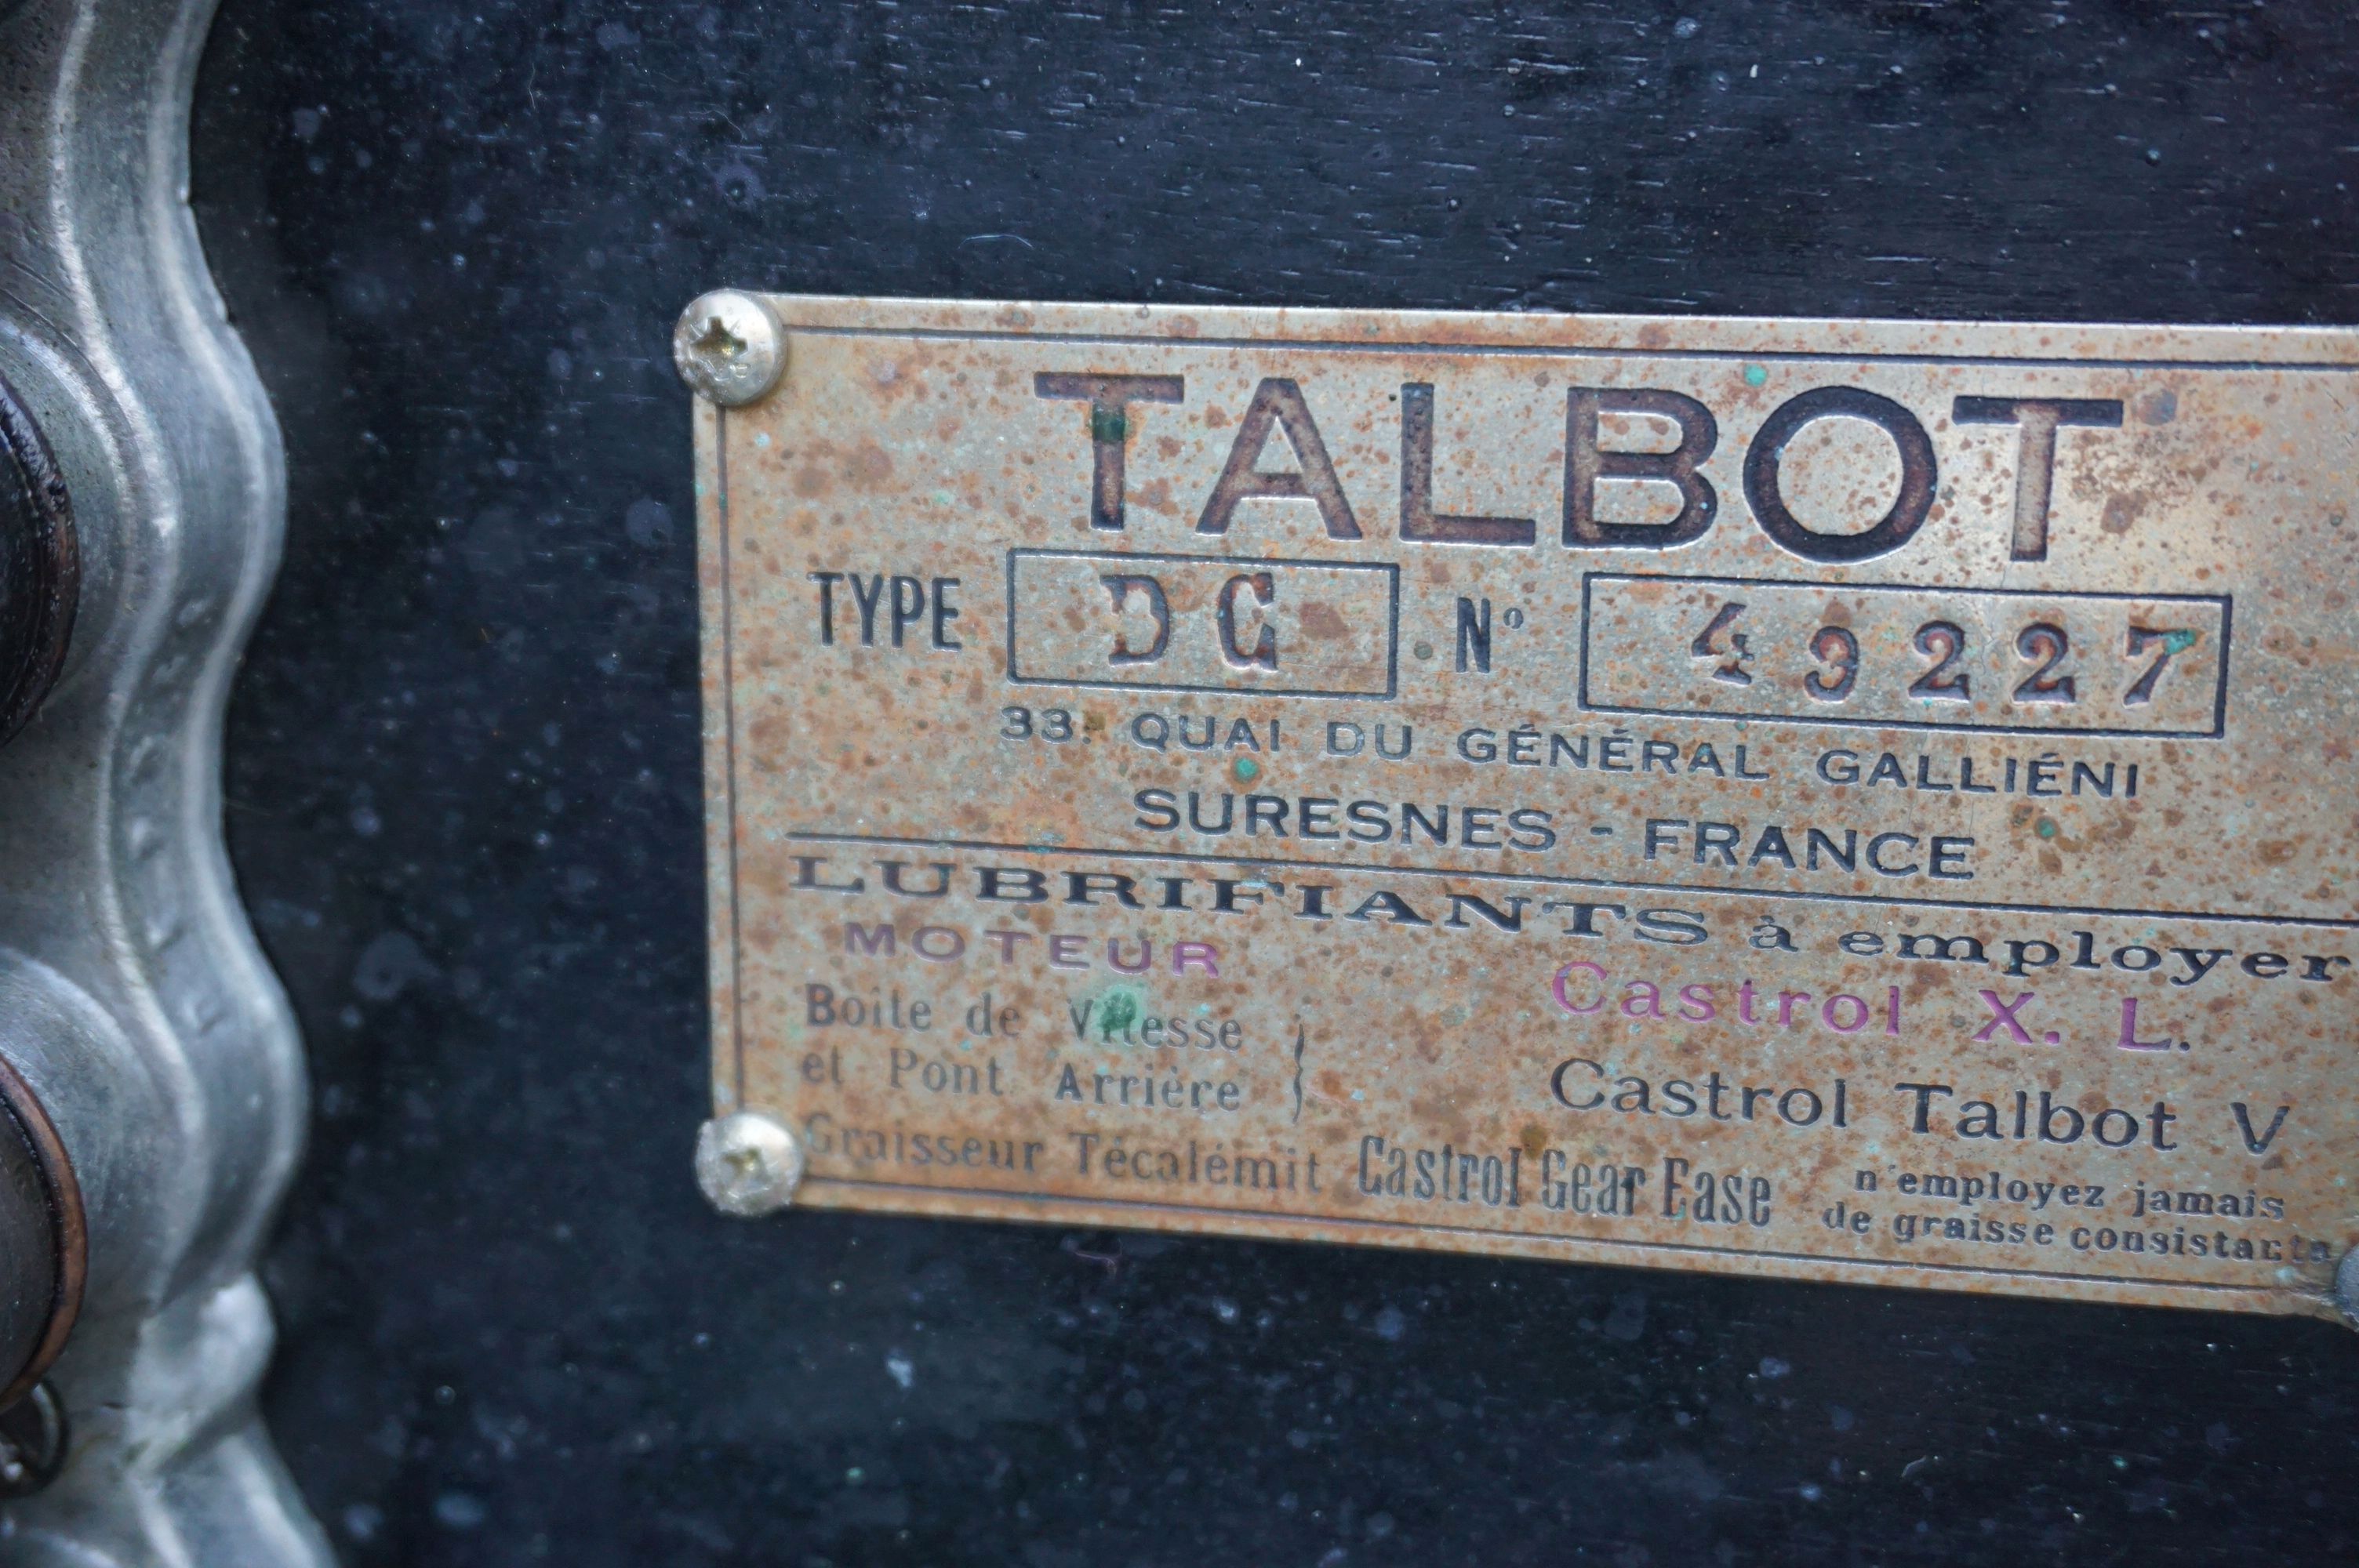 TALBOT
TYPE DG N° 49227
33. QUAI DU GÉNÉRAL GALLIÉNI
SURESNES - FRANCE
LUBRIFIANTS à employer
MOTEUR Castrol X. L.
Boite de Vitesse
et Pont Arrière } Castrol Talbot V
Graisseur Técalémit Castrol Gear Ease n'employez jamais
de graisse consistante